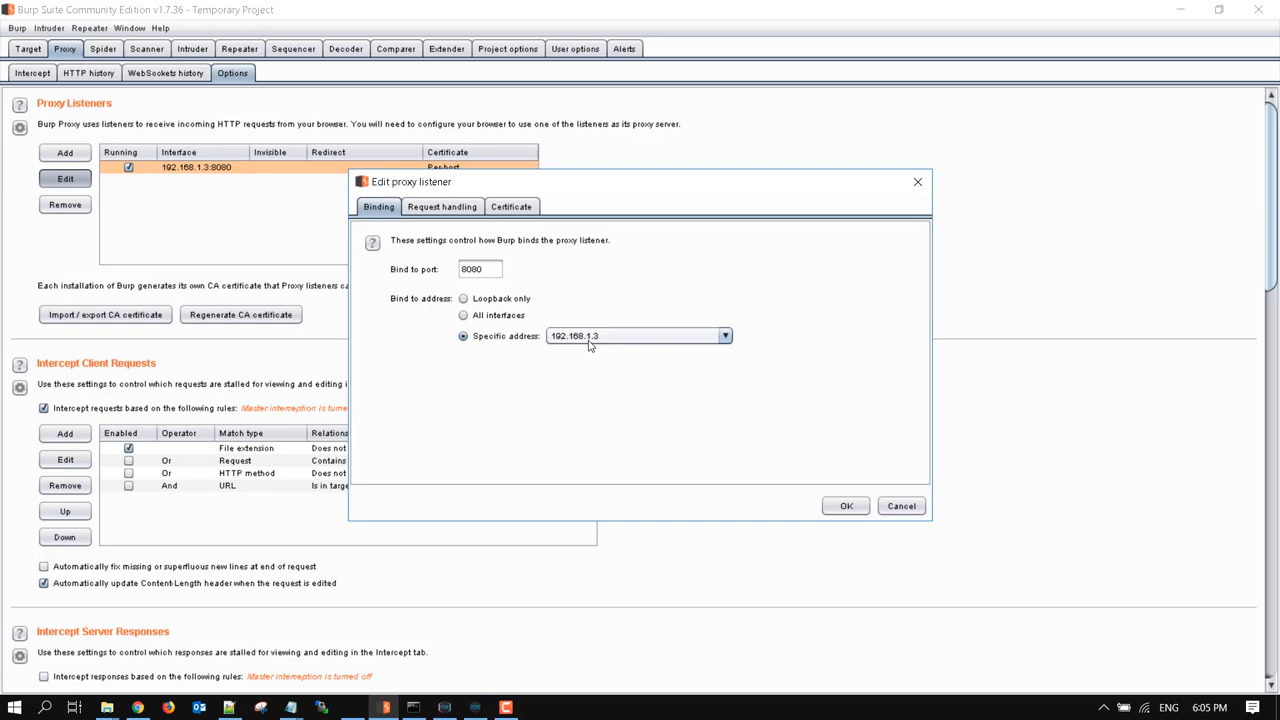 Burp Suite Community Edition v1.7.36 - Temporary Project
Burp Intruder Repeater Window Help
Target Proxy Spider Scanner Intruder Repeater Sequencer Decoder Comparer Extender Project options User options Alerts
Intercept HTTP history WebSockets history Options
? Proxy Listeners
Burp Proxy uses listeners to receive incoming HTTP requests from your browser. You will need to configure your browser to use one of the listeners as its proxy server.
Add Running Interface Invisible Redirect Certificate
192.168.1.3:8080 Per-host
Edit
Remove
Each installation of Burp generates its own CA certificate that Proxy listeners
Import / export CA certificate Regenerate CA certificate
Edit proxy listener
Binding Request handling Certificate
? These settings control how Burp binds the proxy listener.
Bind to port: 8080
Bind to address: Loopback only
All interfaces
Specific address: 192.168.1.3
OK Cancel
? Intercept Client Requests
Use these settings to control which requests are stalled for viewing and editing
Intercept requests based on the following rules: Master interception is turne
Add Enabled Operator Match type Relations
File extension Does not
Edit Or Request Contains
Or HTTP method Does not
Remove And URL Is in targe
Up
Down
Automatically fix missing or superfluous new lines at end of request
Automatically update Content-Length header when the request is edited
? Intercept Server Responses
Use these settings to control which responses are stalled for viewing and editing in the Intercept tab.
Intercept responses based on the following rules: Master interception is turned off
ENG 6:05 PM